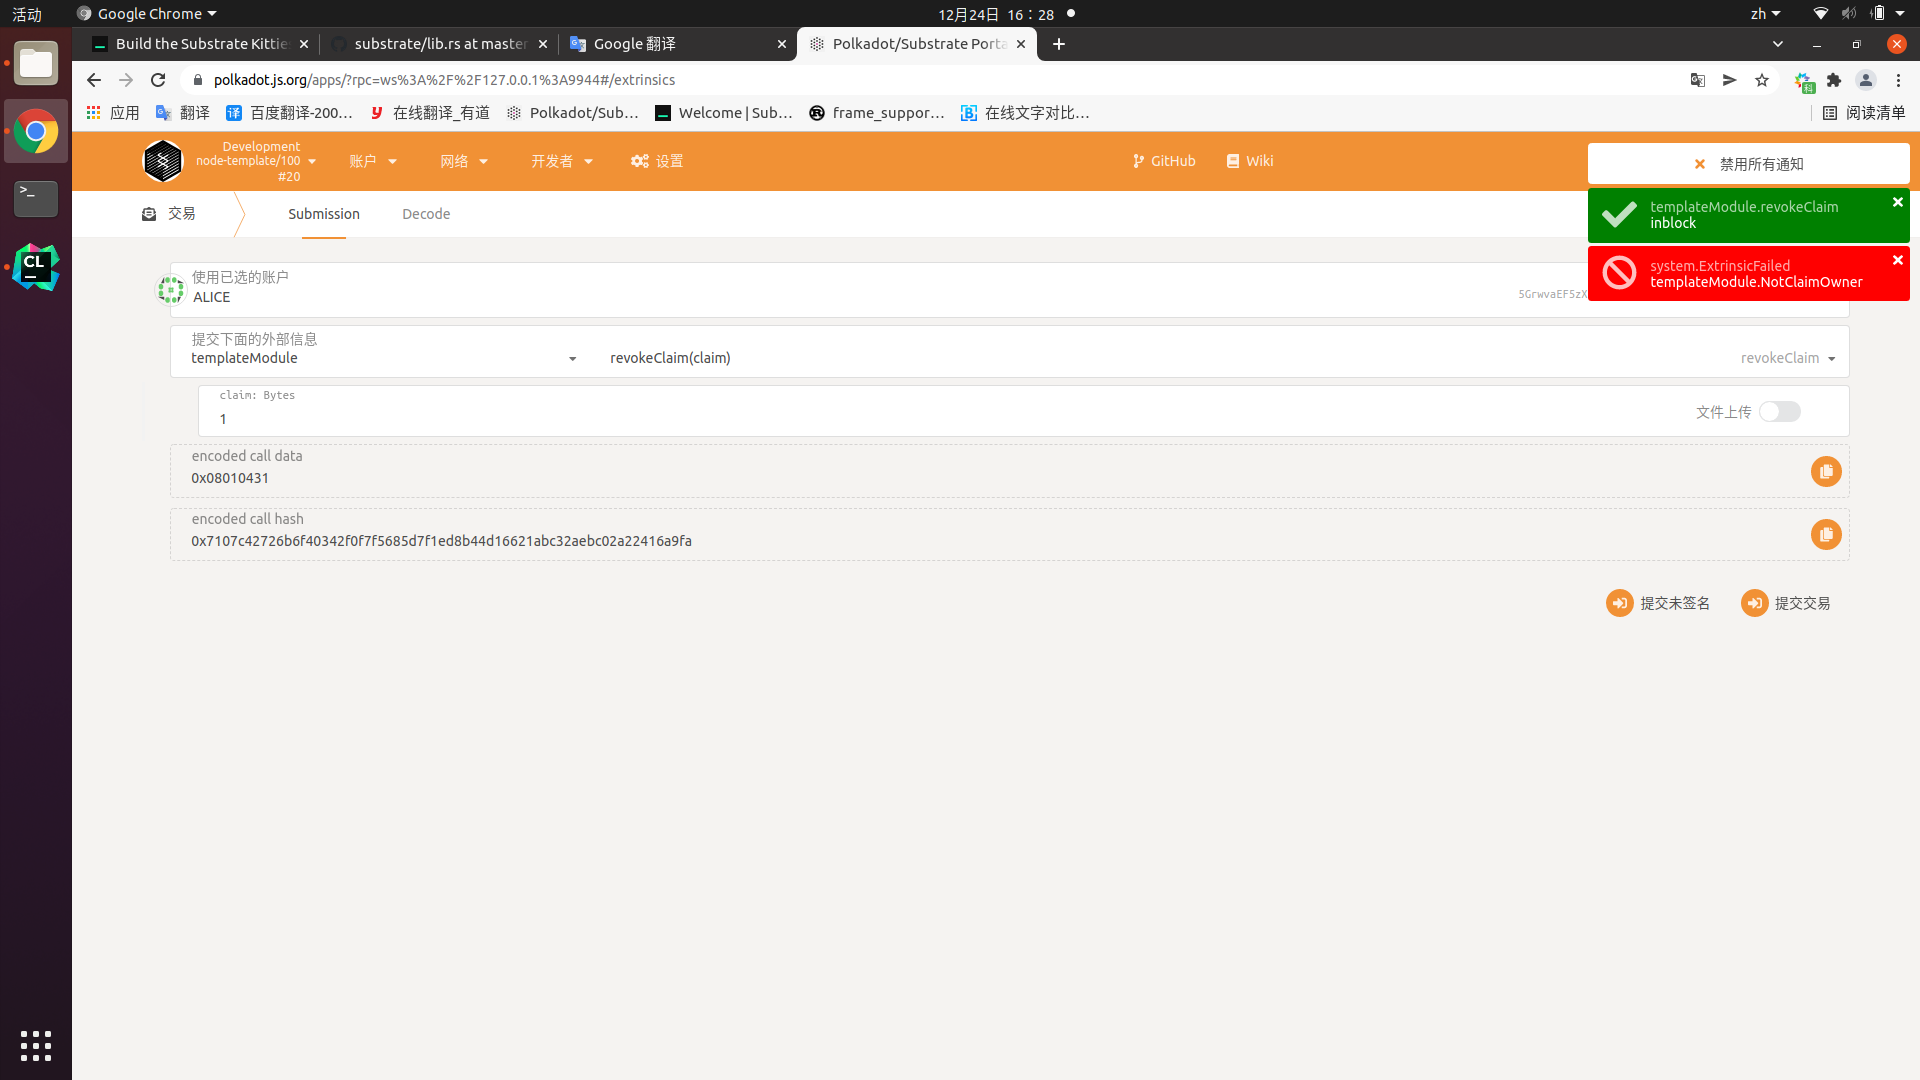 活动
Google Chrome
12月24日 16：28
zh
Build the Substrate Kittie
substrate/lib.rs at master
Google 翻译
Polkadot/Substrate Porta
polkadot.js.org/apps/?rpc=ws%3A%2F%2F127.0.0.1%3A9944#/extrinsics
科
应用
翻译
百度翻译-200...
在线翻译_有道
Polkadot/Sub...
Welcome | Sub...
frame_suppor...
在线文字对比...
阅读清单
Development
node-template/100
#20
账户
网络
开发者
设置
GitHub
Wiki
禁用所有通知
templateModule.revokeClaim
inblock
system.ExtrinsicFailed
templateModule.NotClaimOwner
交易
Submission
Decode
使用已选的账户
ALICE
5GrwvaEF5zX
提交下面的外部信息
templateModule
revokeClaim(claim)
revokeClaim
claim: Bytes
1
文件上传
encoded call data
0x08010431
encoded call hash
0x7107c42726b6f40342f0f7f5685d7f1ed8b44d16621abc32aebc02a22416a9fa
提交未签名
提交交易
>_
CL